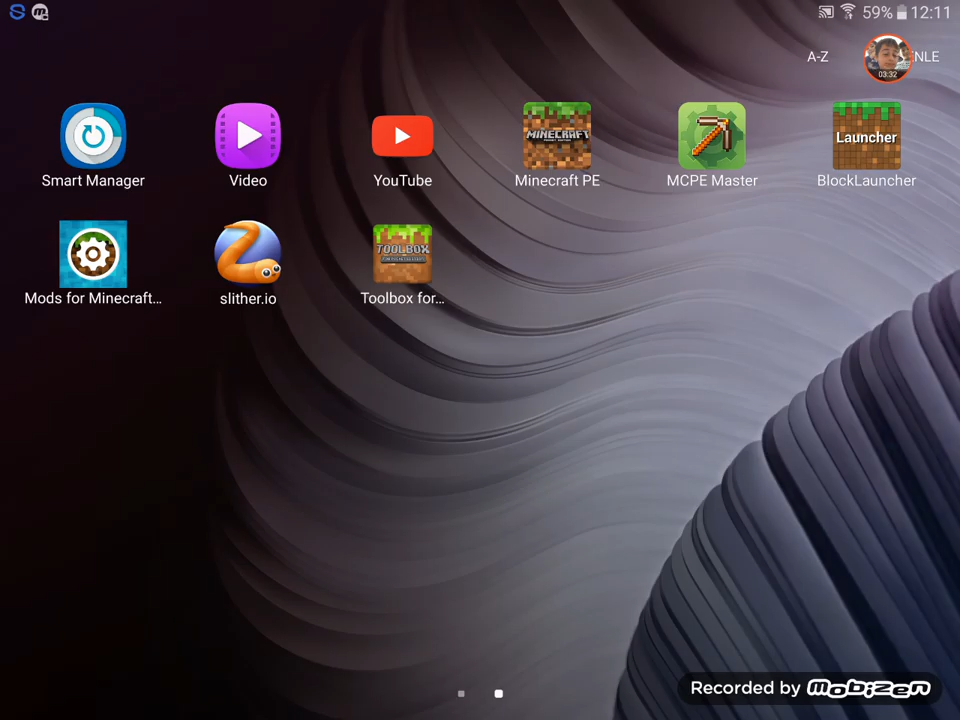 59% 12:11
A-Z
NLE
03:32
MINECRAFT
Launcher
Smart Manager
Video
YouTube
Minecraft PE
MCPE Master
BlockLauncher
TOOLBOX
Mods for Minecraft...
slither.io
Toolbox for...
Recorded by mobizen